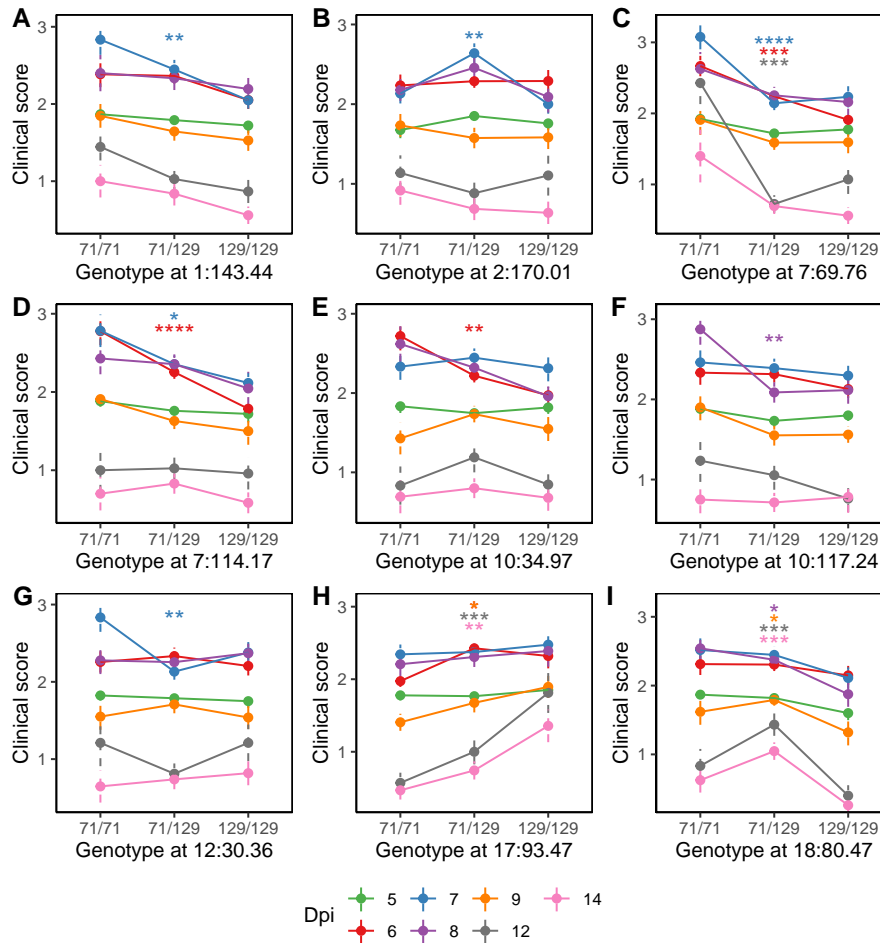 A
B
C
Clinical score
3
2
1
**
71/71 71/129 129/129
Genotype at 1:143.44
Clinical score
3
2
1
**
71/71 71/129 129/129
Genotype at 2:170.01
Clinical score
3
2
1
****
***
***
71/71 71/129 129/129
Genotype at 7:69.76
D
E
F
Clinical score
3
2
1
*
****
71/71 71/129 129/129
Genotype at 7:114.17
Clinical score
3
2
1
**
71/71 71/129 129/129
Genotype at 10:34.97
Clinical score
3
2
1
**
71/71 71/129 129/129
Genotype at 10:117.24
G
H
I
Clinical score
3
2
1
**
71/71 71/129 129/129
Genotype at 12:30.36
Clinical score
3
2
1
*
***
**
71/71 71/129 129/129
Genotype at 17:93.47
Clinical score
3
2
1
*
*
***
***
71/71 71/129 129/129
Genotype at 18:80.47
Dpi
5 7 9 14
6 8 12